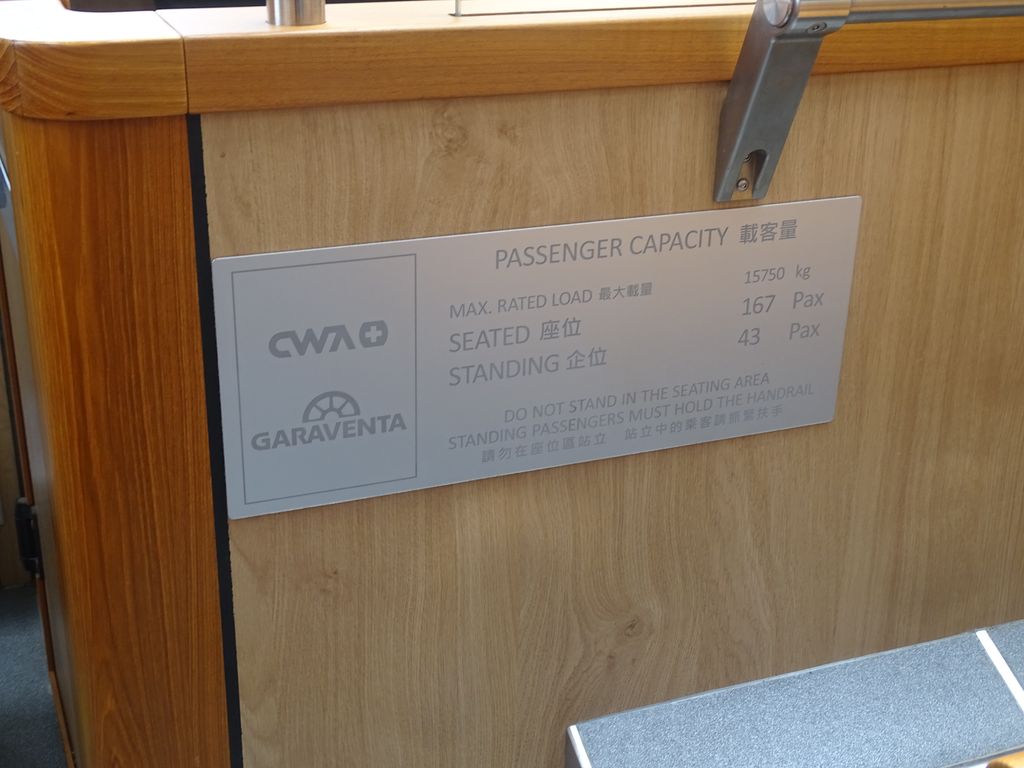 CWA
GARAVENTA
PASSENGER CAPACITY 載客量
MAX. RATED LOAD 最大載量 15750 kg
SEATED 座位 167 Pax
STANDING 企位 43 Pax
DO NOT STAND IN THE SEATING AREA
STANDING PASSENGERS MUST HOLD THE HANDRAIL
請勿在座位區站立 站立中的乘客請抓緊扶手